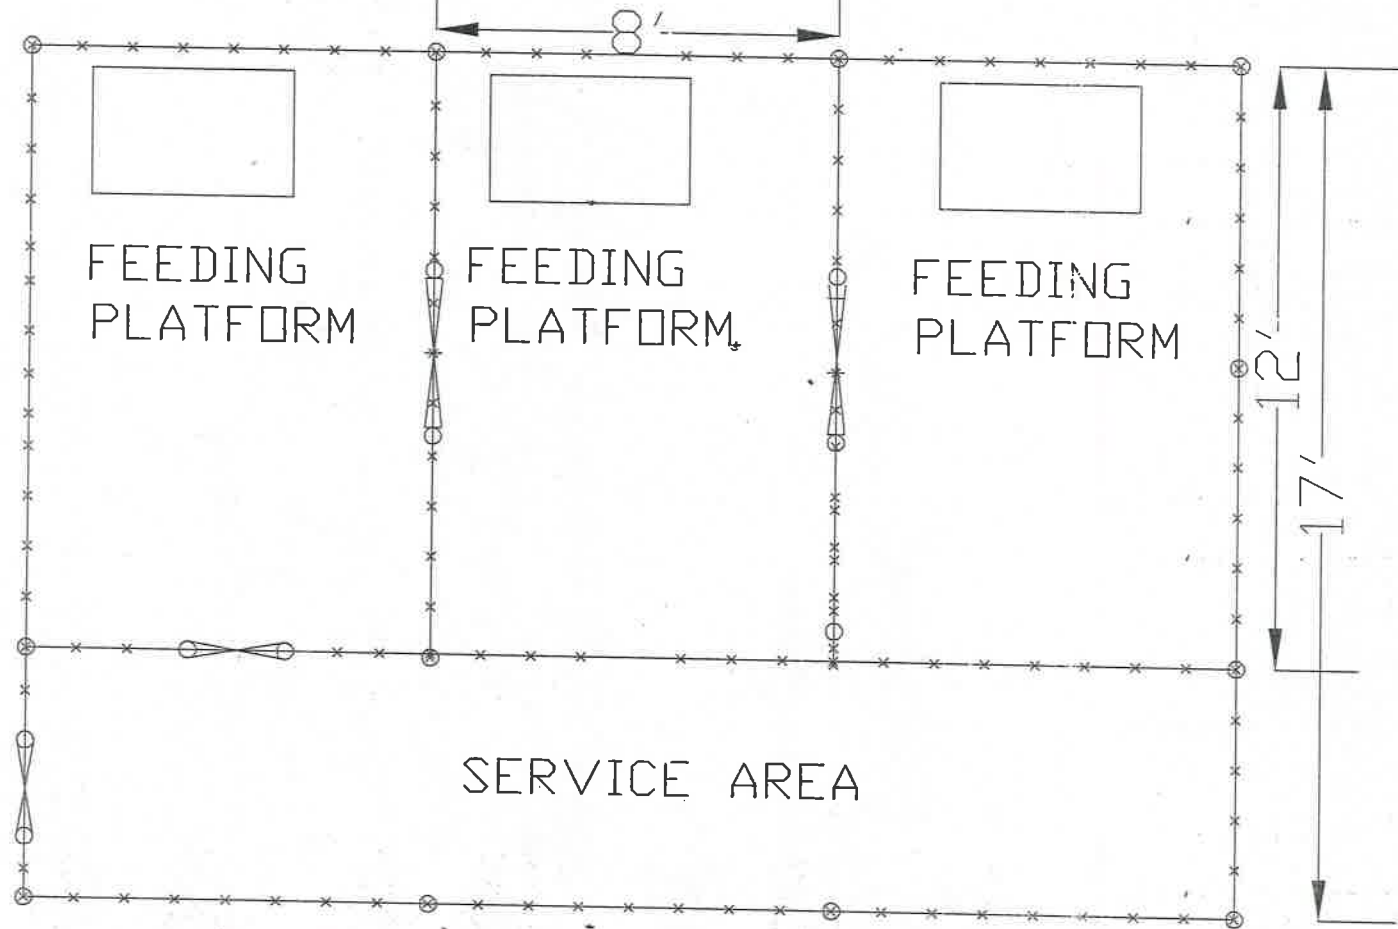 8'
FEEDING
PLATFORM
FEEDING
PLATFORM
FEEDING
PLATFORM
12'
17'
SERVICE AREA